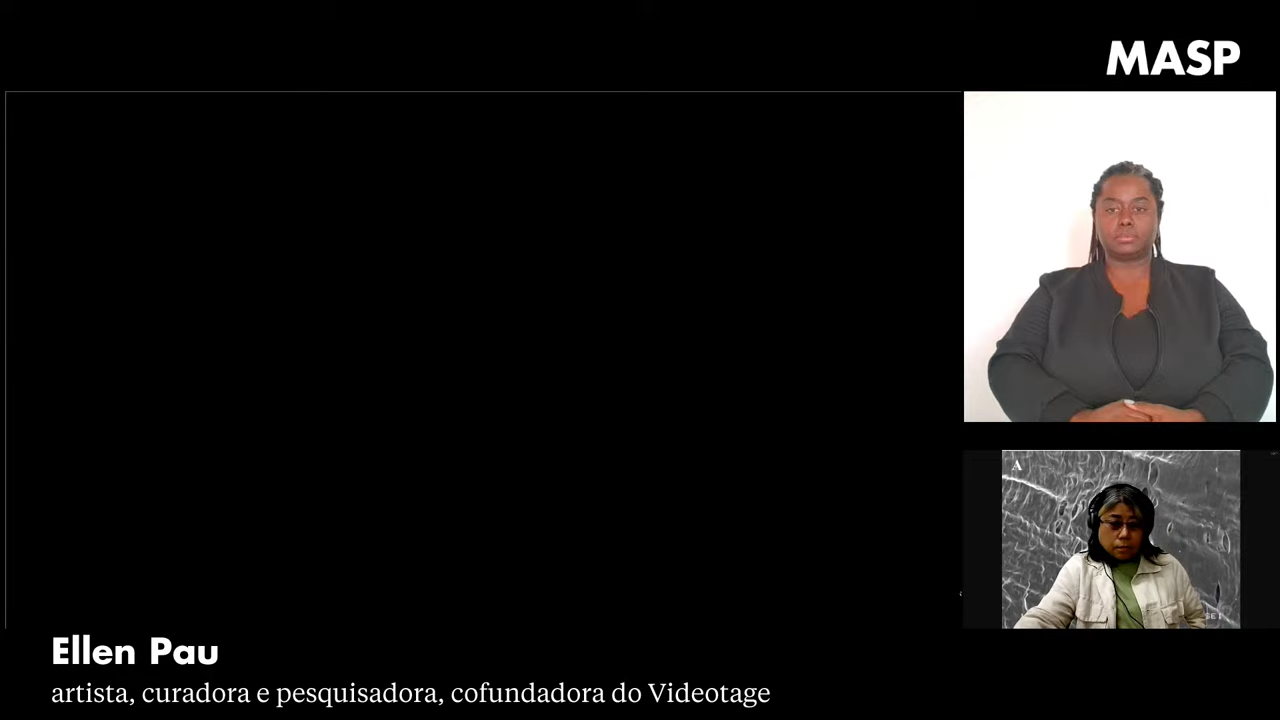 MASP
A
Ellen Pau
artista, curadora e pesquisadora, cofundadora do Videotage